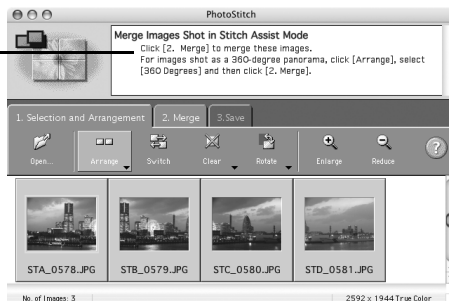 PhotoStitch
Merge Images Shot in Stitch Assist Mode
Click [2. Merge] to merge these images.
For images shot as a 360-degree panorama, click [Arrange], select
[360 Degrees] and then click [2. Merge].
1. Selection and Arrangement 2. Merge 3. Save
Open... Arrange Switch Clear Rotate Enlarge Reduce ?
STA_0578.JPG STB_0579.JPG STC_0580.JPG STD_0581.JPG
No. of Images: 3 2592 x 1944 True Color